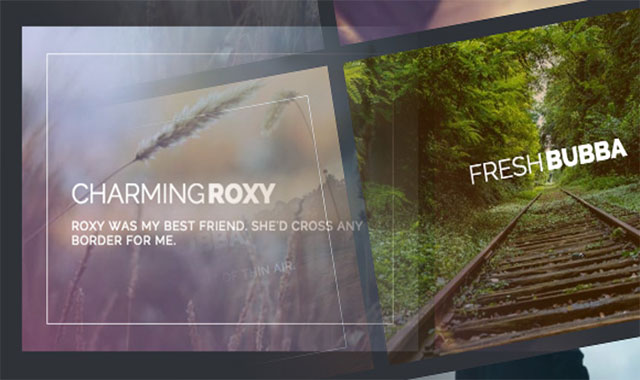 CHARMING ROXY
ROXY WAS MY BEST FRIEND. SHE'D CROSS ANY
BORDER FOR ME.
OF THIN AIR.
FRESH BUBBA